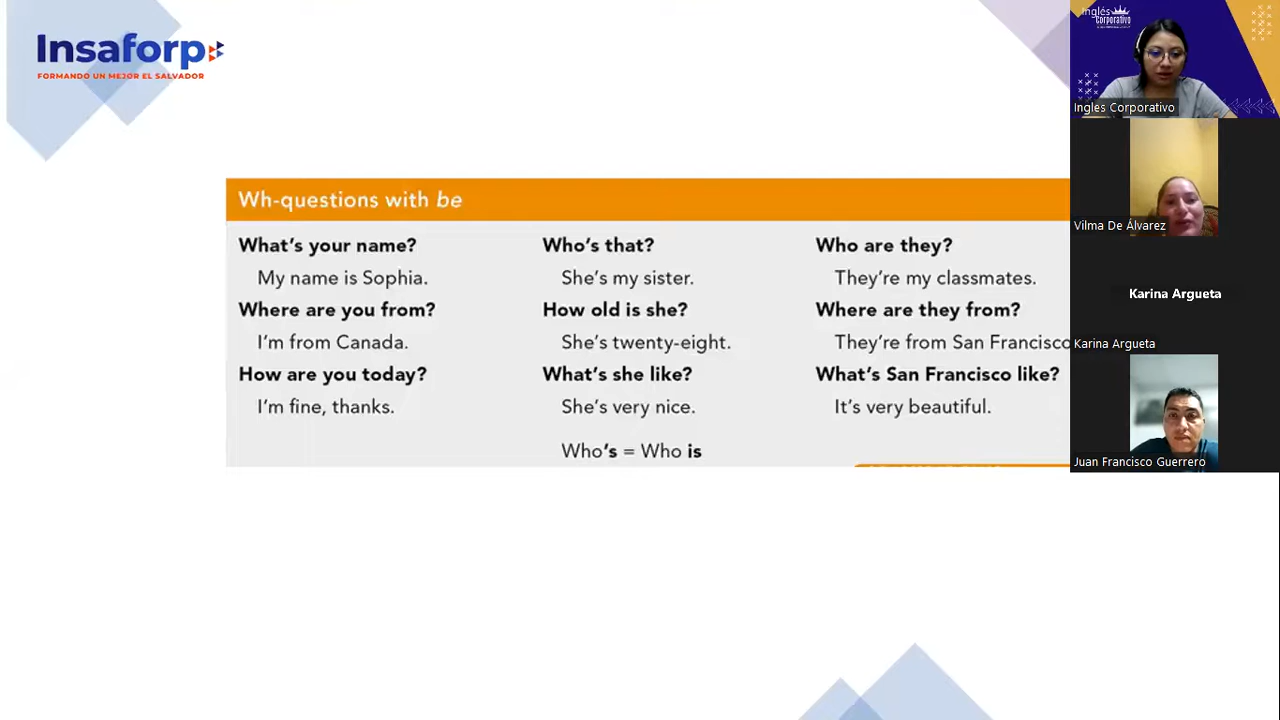 Insaforp
FORMANDO UN MEJOR EL SALVADOR
Wh-questions with be
What's your name?
My name is Sophia.
Where are you from?
I'm from Canada.
How are you today?
I'm fine, thanks.
Who's that?
She's my sister.
How old is she?
She's twenty-eight.
What's she like?
She's very nice.
Who's = Who is
Who are they?
They're my classmates.
Where are they from?
They're from San Francisco
What's San Francisco like?
It's very beautiful.
Inglés
Corporativo
Ingles Corporativo
Vilma De Álvarez
Karina Argueta
Karina Argueta
Juan Francisco Guerrero